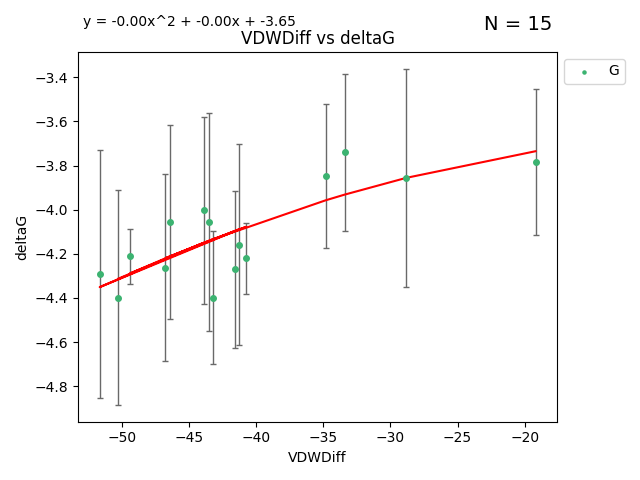 y = -0.00x^2 + -0.00x + -3.65
N = 15
VDWDiff vs deltaG
G
deltaG
−3.4
−3.6
−3.8
−4.0
−4.2
−4.4
−4.6
−4.8
−50
−45
−40
−35
−30
−25
−20
VDWDiff